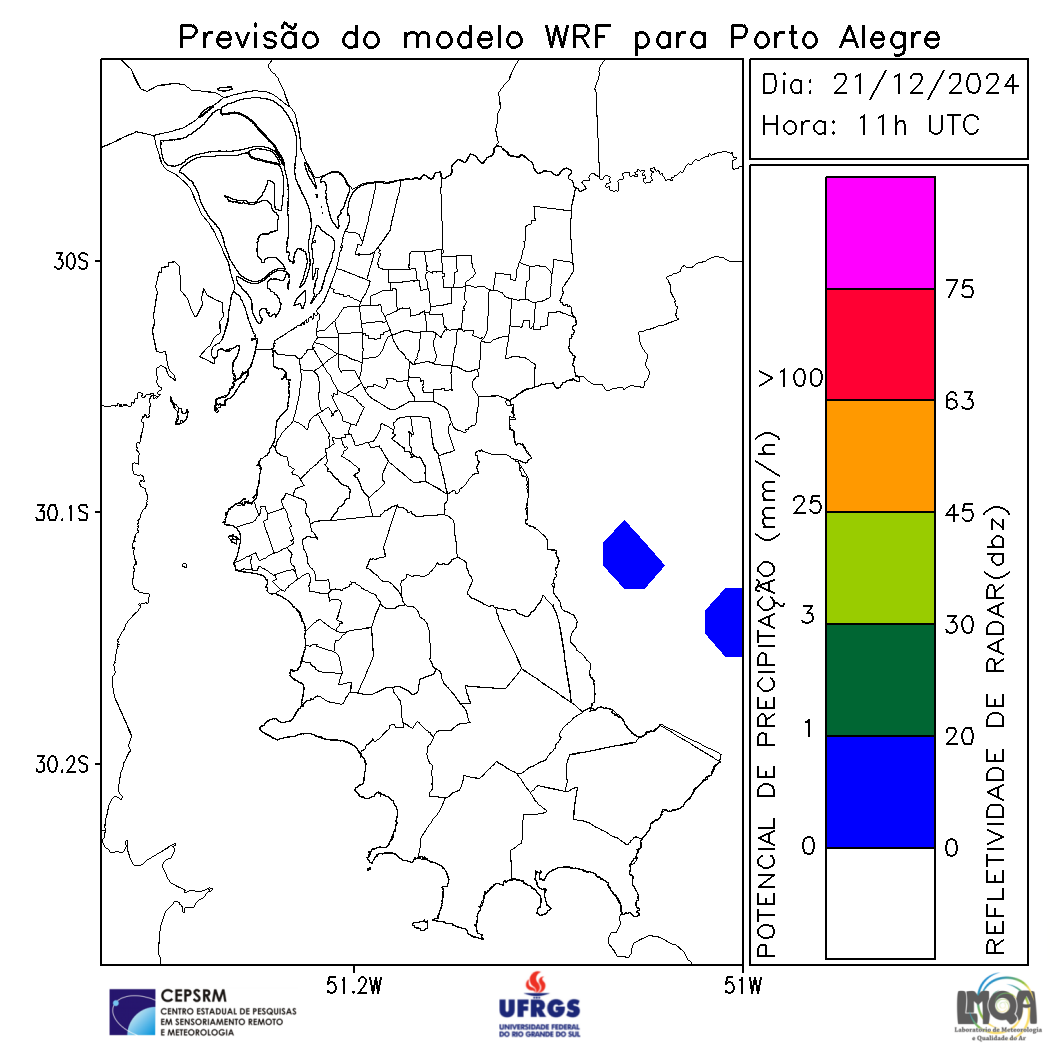 Previsão do modelo WRF para Porto Alegre
Dia: 21/12/2024
Hora: 11h UTC
30S
30.1S
30.2S
51.2W
51W
POTENCIAL DE PRECIPITAÇÃO (mm/h)
>100
25
3
1
0
75
63
45
30
20
0
REFLETIVIDADE DE RADAR(dbz)
CEPSRM
CENTRO ESTADUAL DE PESQUISAS
EM SENSORIAMENTO REMOTO
E METEOROLOGIA
UFRGS
UNIVERSIDADE FEDERAL
DO RIO GRANDE DO SUL
LMQA
Laboratório de Meteorologia
e Qualidade do Ar